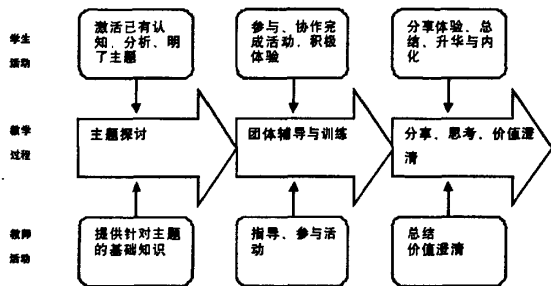 学生
活动
激活已有认
知，分析、明
了主题
参与、协作完
成活动，积极
体验
分享体验、总
结、升华与内
化
教学
过程
主题探讨
团体辅导与训练
分享、思考、价值澄
清
教师
活动
提供针对主题
的基础知识
指导、参与活
动
总结
价值澄清